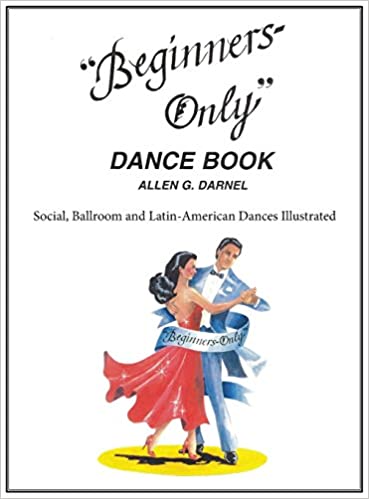 "Beginners-
Only"
DANCE BOOK
ALLEN G. DARNEL
Social, Ballroom and Latin-American Dances Illustrated
"Beginners-Only"